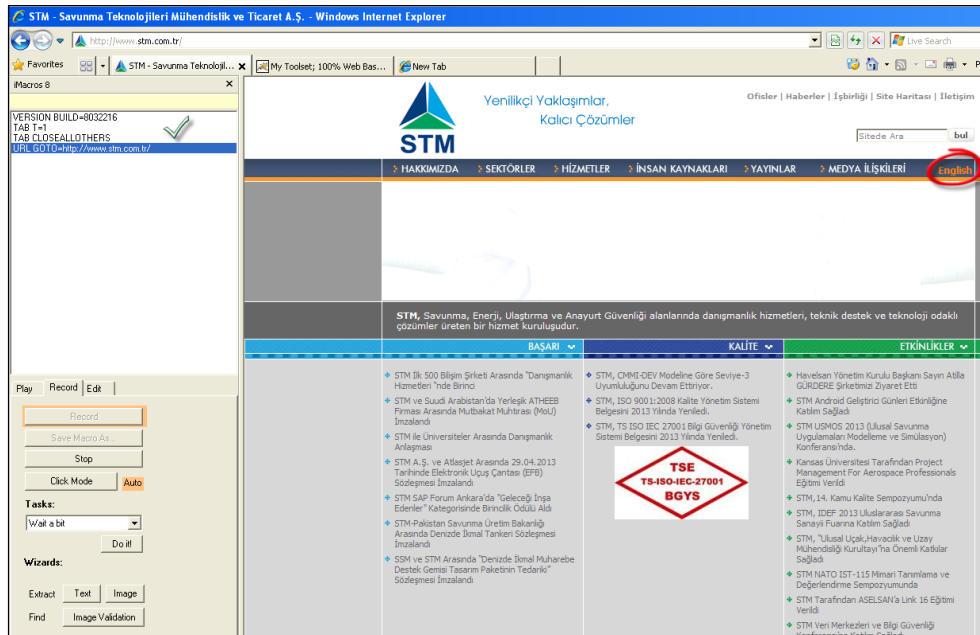 STM - Savunma Teknolojileri Mühendislik ve Ticaret A.Ş. - Windows Internet Explorer
http://www.stm.com.tr/
Live Search
Favorites
STM - Savunma Teknoloji...
My Toolset; 100% Web Bas...
New Tab
P
iMacros 8
VERSION BUILD=8032216
TAB T=1
TAB CLOSEALLOTHERS
URL GOTO=http://www.stm.com.tr/
STM
Yenilikçi Yaklaşımlar,
Kalıcı Çözümler
Ofisler | Haberler | İşbirliği | Site Haritası | İletişim
Sitede Ara
bul
HAKKIMIZDA
SEKTÖRLER
HİZMETLER
İNSAN KAYNAKLARI
YAYINLAR
MEDYA İLİŞKİLERİ
English
STM, Savunma, Enerji, Ulaştırma ve Anayurt Güvenliği alanlarında danışmanlık hizmetleri, teknik destek ve teknoloji odaklı
çözümler üreten bir hizmet kuruluşudur.
BAŞARI
STM İlk 500 Bilişim Şirketi Arasında "Danışmanlık
Hizmetleri "nde Birinci
STM ve Suudi Arabistan'da Yerleşik ATHEEB
Firması Arasında Mutbakat Muhtırası (MoU)
İmzalandı
STM ile Üniversiteler Arasında Danışmanlık
Anlaşması
STM A.Ş. ve Atlasjet Arasında 29.04.2013
Tarihinde Elektronik Uçuş Çantası (EFB)
Sözleşmesi İmzalandı
STM SAP Forum Ankara'da "Geleceği İnşa
Edenler" Kategorisinde Birincilik Ödülü Aldı
STM-Pakistan Savunma Üretim Bakanlığı
Arasında Denizde İkmal Tankeri Sözleşmesi
İmzalandı
SSM ve STM Arasında "Denizde İkmal Muharebe
Destek Gemisi Tasarım Paketinin Tedariki"
Sözleşmesi İmzalandı
KALİTE
STM, CMMI-DEV Modeline Göre Seviye-3
Uyumluluğunu Devam Ettiriyor.
STM, ISO 9001:2008 Kalite Yönetim Sistemi
Belgesini 2013 Yılında Yeniledi.
STM, TS ISO IEC 27001 Bilgi Güvenliği Yönetim
Sistemi Belgesini 2013 Yılında Yeniledi.
TSE
TS-ISO-IEC-27001
BGYS
ETKİNLİKLER
Havelsan Yönetim Kurulu Başkanı Sayın Atilla
GÜRDERE Şirketimizi Ziyaret Etti
STM Android Geliştirici Günleri Etkinliğine
Katılım Sağladı
STM USMOS 2013 (Ulusal Savunma
Uygulamaları Modelleme ve Simülasyon)
Konferansı'nda.
Kansas Üniversitesi Tarafından Project
Management For Aerospace Professionals
Eğitimi Verildi
STM, 14. Kamu Kalite Sempozyumu'nda
STM, IDEF 2013 Uluslararası Savunma
Sanayii Fuarına Katılım Sağladı
STM, "Ulusal Uçak,Havacılık ve Uzay
Mühendisliği Kurultayı"na Önemli Katkılar
Sağladı
STM NATO IST-115 Mimari Tanımlama ve
Değerlendirme Sempozyumunda
STM Tarafından ASELSAN'a Link 16 Eğitimi
Verildi
STM Veri Merkezleri ve Bilgi Güvenliği
Konferansı'na Katılım Sağladı
Play
Record
Edit
Record
Save Macro As..
Stop
Click Mode
Auto
Tasks:
Wait a bit
Do it!
Wizards:
Extract
Text
Image
Find
Image Validation